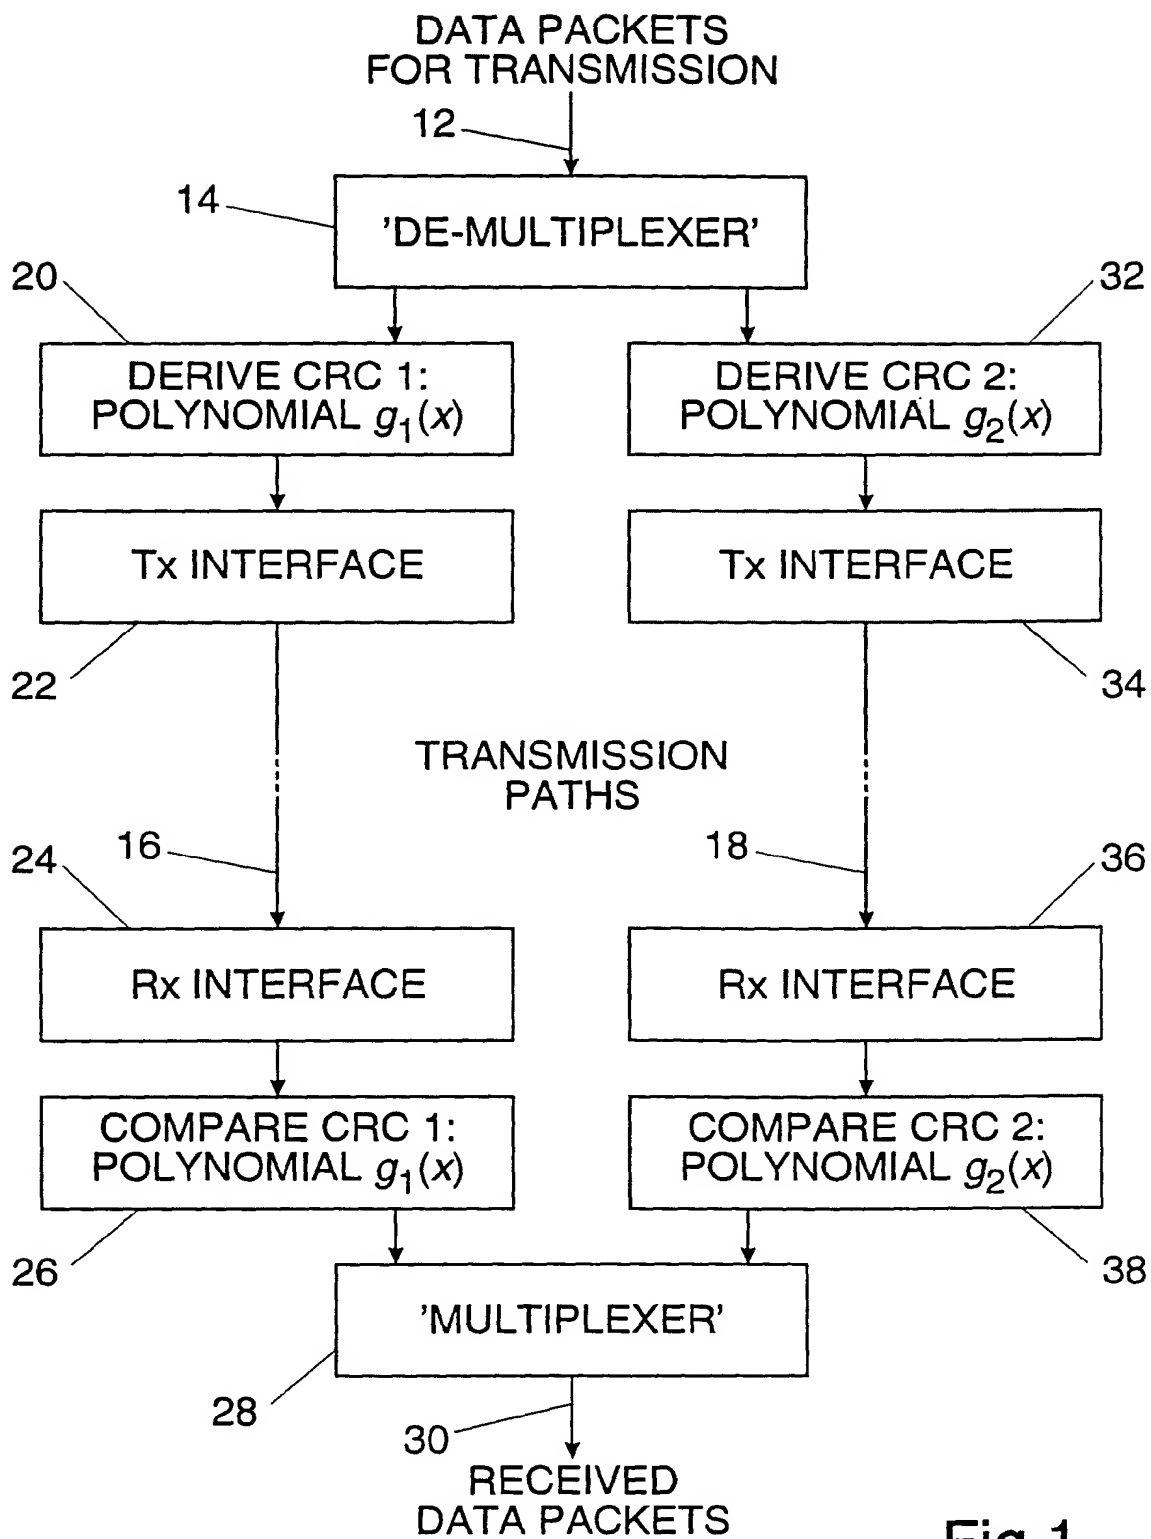 DATA PACKETS
FOR TRANSMISSION
12
14
'DE-MULTIPLEXER'
20
32
DERIVE CRC 1:
POLYNOMIAL g₁(x)
DERIVE CRC 2:
POLYNOMIAL g₂(x)
Tx INTERFACE
Tx INTERFACE
22
34
TRANSMISSION
PATHS
24
16
18
36
Rx INTERFACE
Rx INTERFACE
COMPARE CRC 1:
POLYNOMIAL g₁(x)
COMPARE CRC 2:
POLYNOMIAL g₂(x)
26
38
'MULTIPLEXER'
28
30
RECEIVED
DATA PACKETS
Fig 1